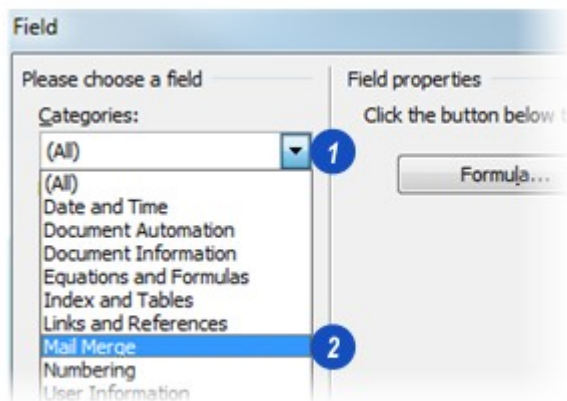 Field
Please choose a field
Field properties
Categories:
Click the button below
(All)
1
Formula...
(All)
Date and Time
Document Automation
Document Information
Equations and Formulas
Index and Tables
Links and References
Mail Merge
2
Numbering
User Information